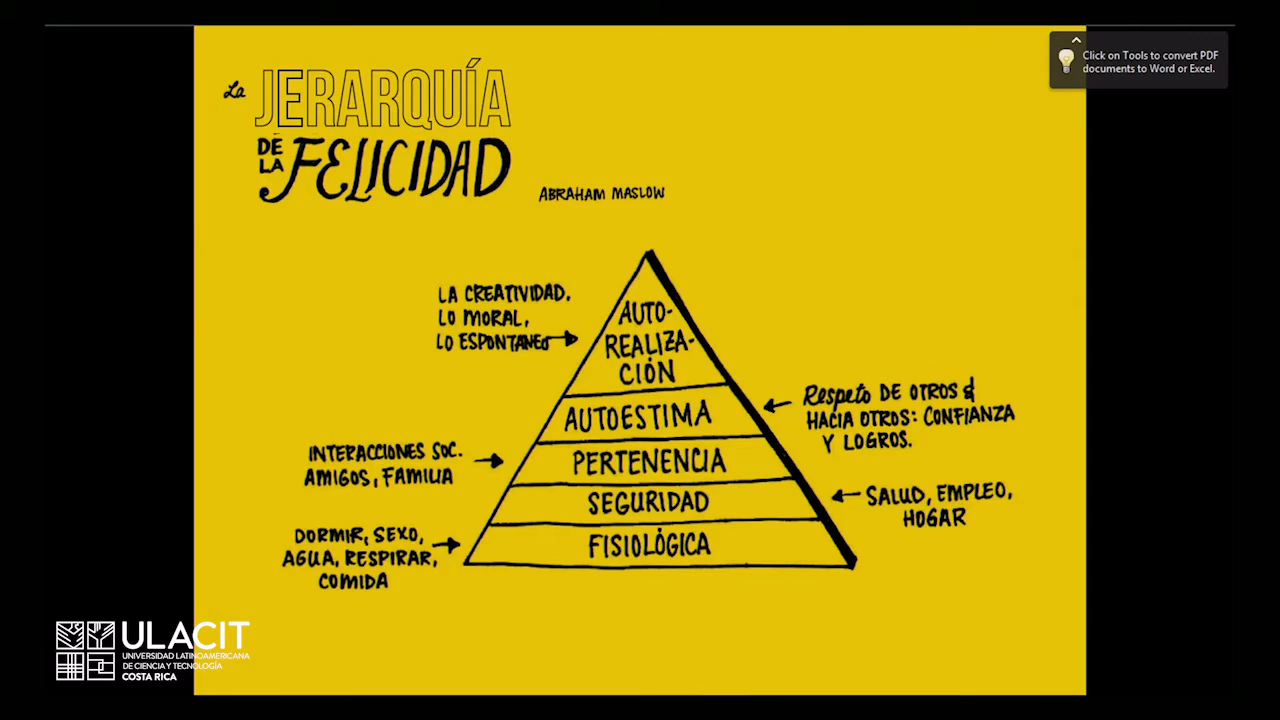 La
JERARQUÍA
DE
LA
FELICIDAD
ABRAHAM MASLOW
Click on Tools to convert PDF
documents to Word or Excel.
LA CREATIVIDAD,
LO MORAL,
LO ESPONTANEO
AUTO-
REALIZA-
CIÓN
AUTOESTIMA
Respeto DE OTROS &
HACIA OTROS: CONFIANZA
Y LOGROS.
INTERACCIONES SOC.
AMIGOS, FAMILIA
PERTENENCIA
SEGURIDAD
SALUD, EMPLEO,
HOGAR
DORMIR, SEXO,
AGUA, RESPIRAR,
COMIDA
FISIOLÓGICA
ULACIT
UNIVERSIDAD LATINOAMERICANA
DE CIENCIA Y TECNOLOGÍA
COSTA RICA